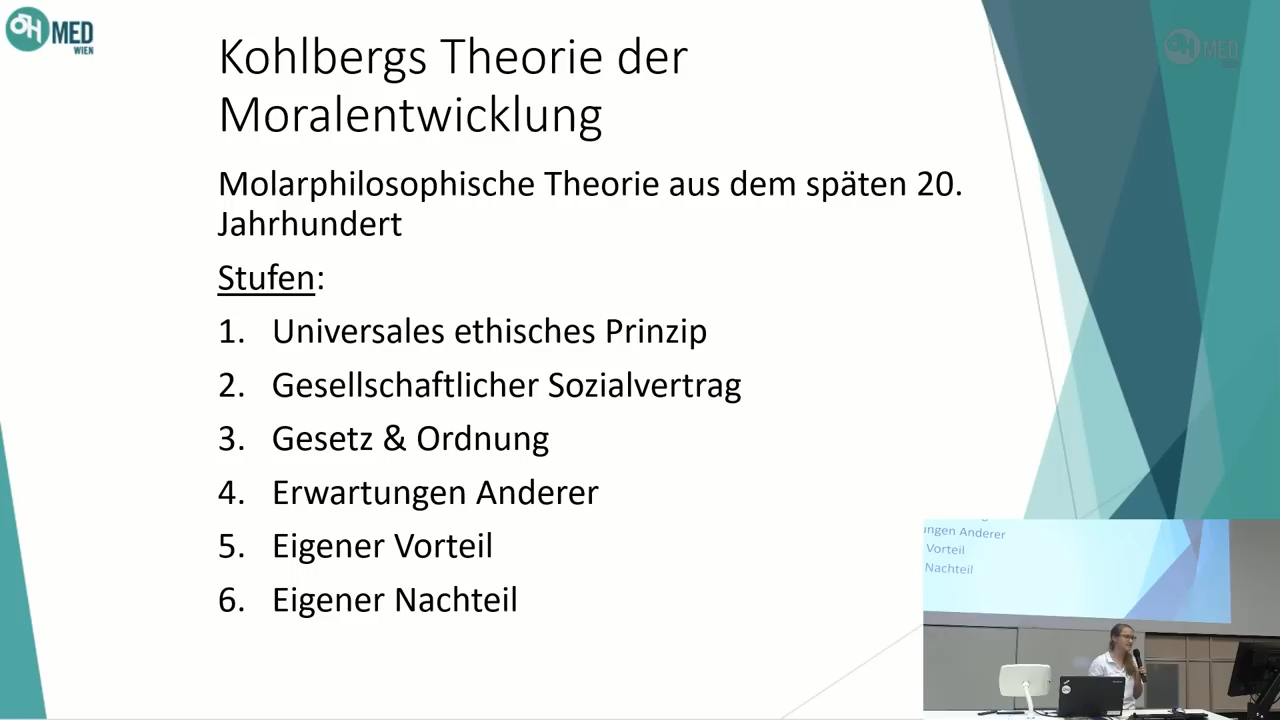 ÖH MED
WIEN
Kohlbergs Theorie der
Moralentwicklung
ÖH MED
Molarphilosophische Theorie aus dem späten 20.
Jahrhundert
Stufen:
1. Universales ethisches Prinzip
2. Gesellschaftlicher Sozialvertrag
3. Gesetz & Ordnung
4. Erwartungen Anderer
5. Eigener Vorteil
6. Eigener Nachteil
ungen Anderer
Vorteil
Nachteil